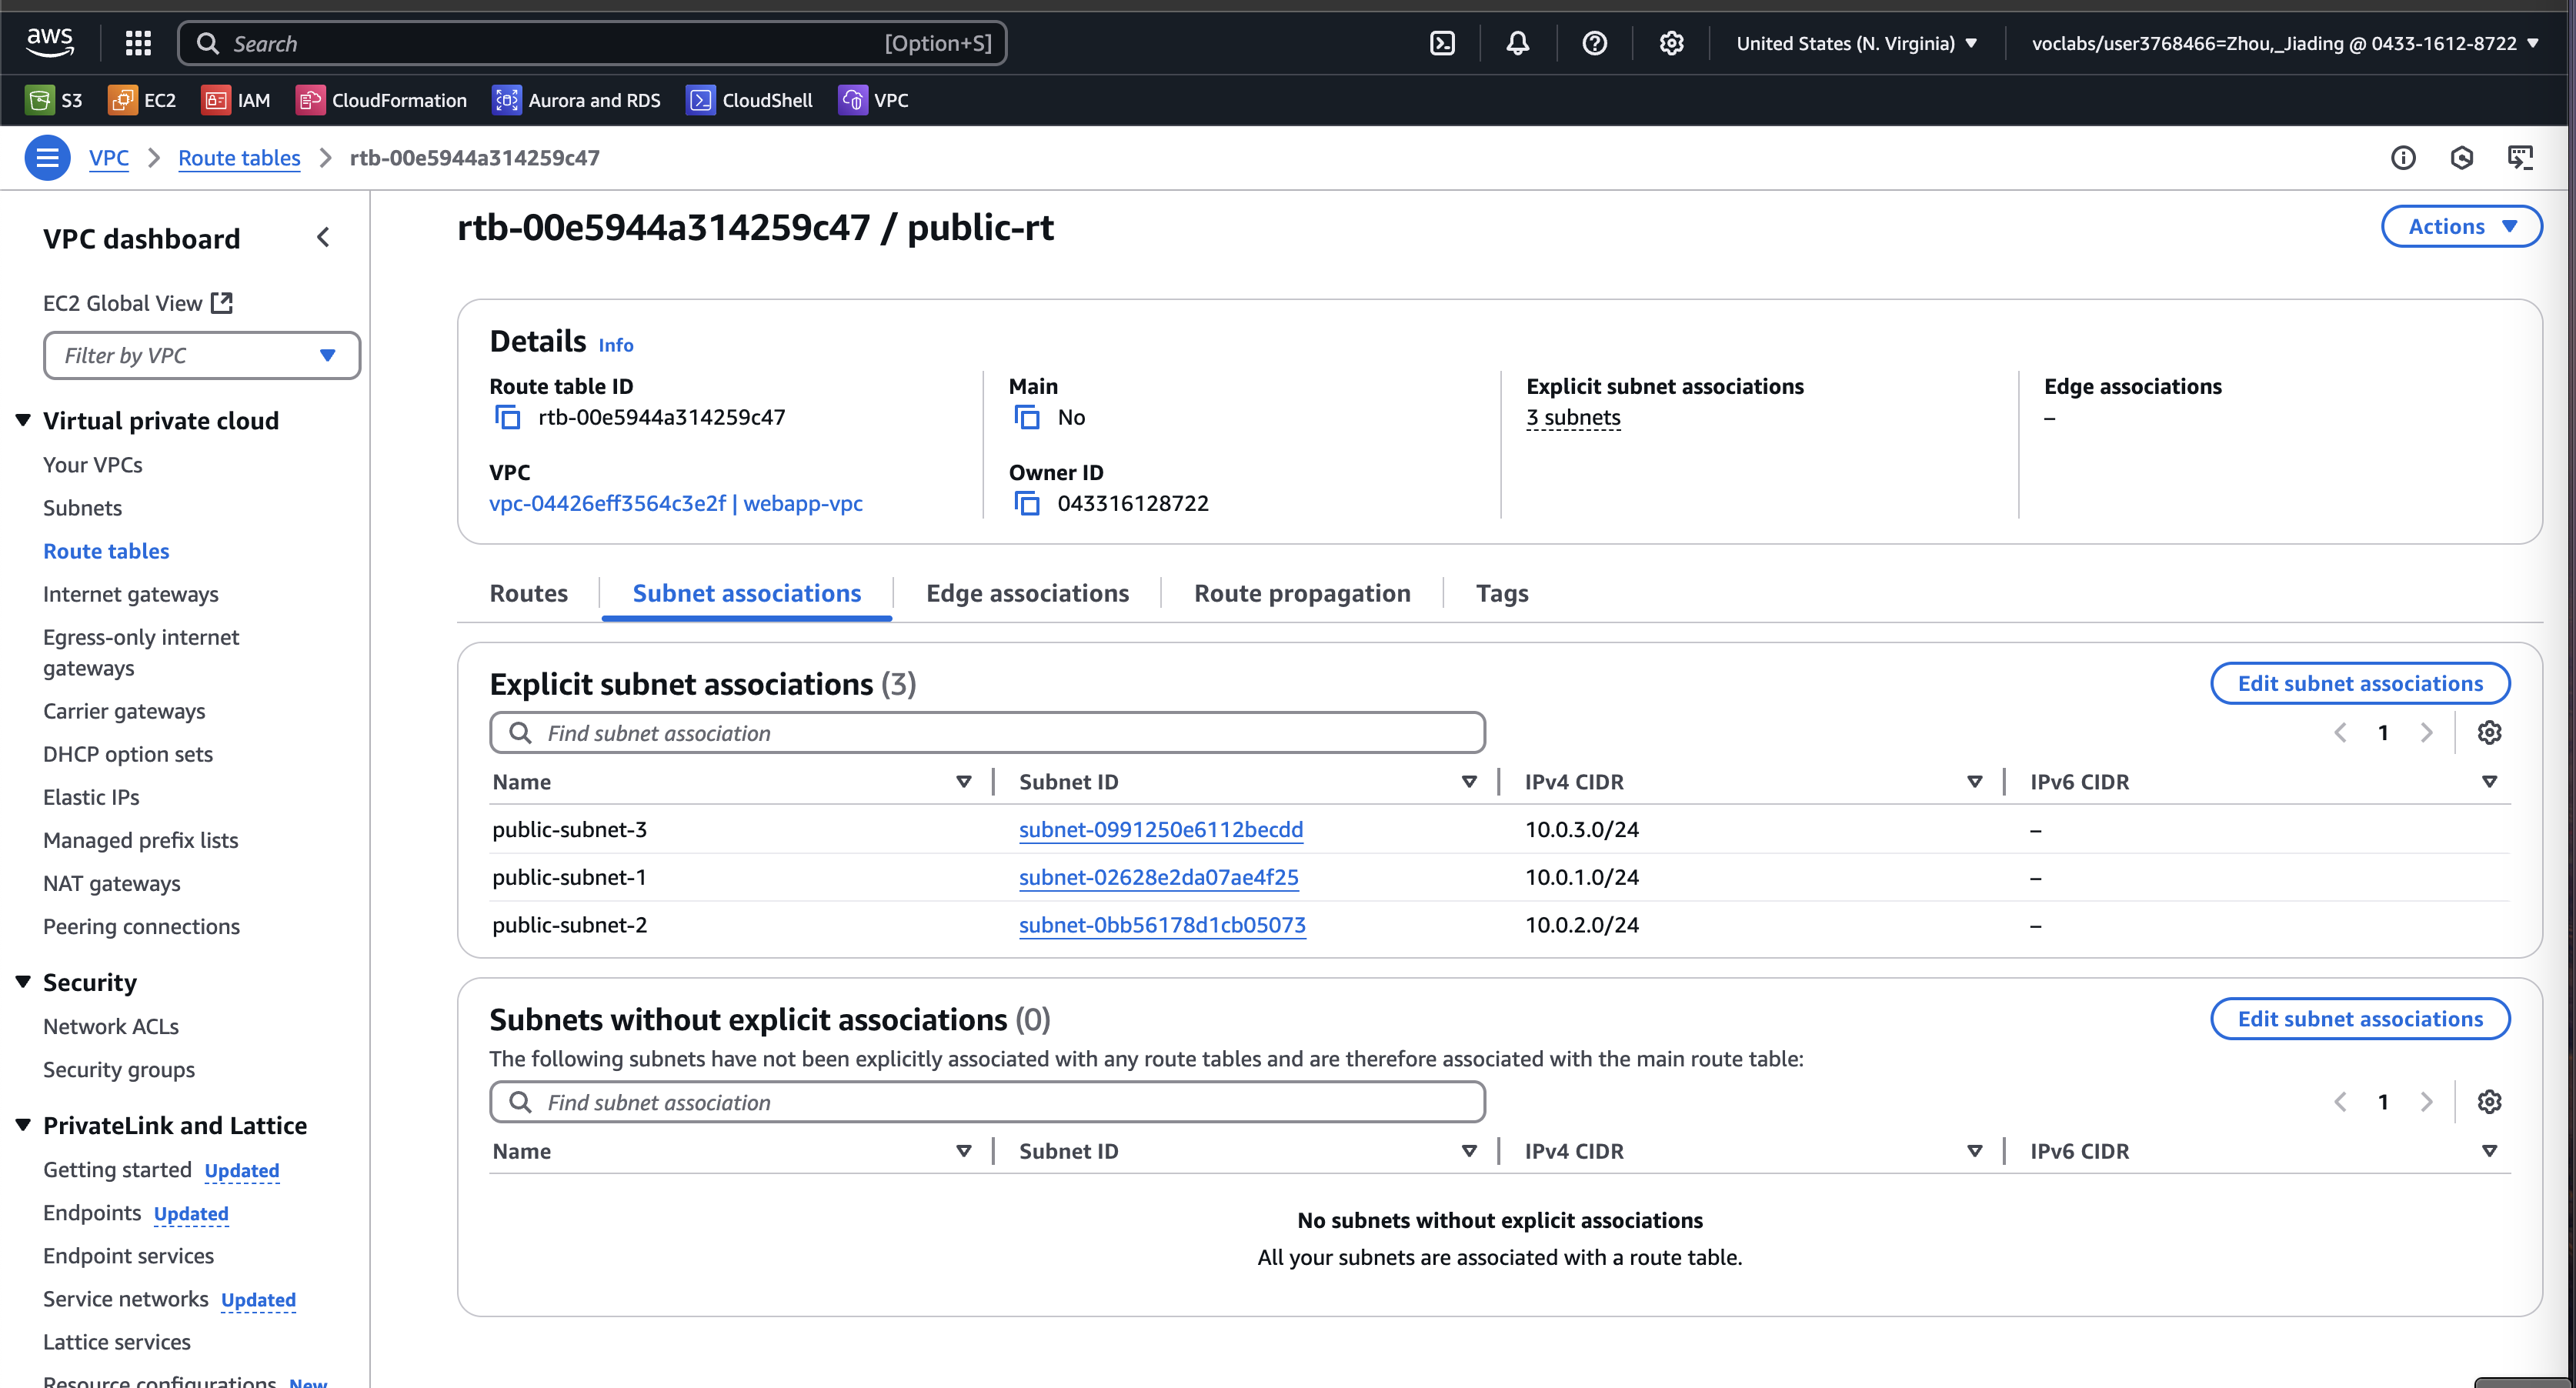 aws
Search [Option+S]
United States (N. Virginia)
voclabs/user3768466=Zhou,_Jiading @ 0433-1612-8722
S3 EC2 IAM CloudFormation Aurora and RDS CloudShell VPC
VPC Route tables rtb-00e5944a314259c47
VPC dashboard
EC2 Global View
Filter by VPC
Virtual private cloud
Your VPCs
Subnets
Route tables
Internet gateways
Egress-only internet
gateways
Carrier gateways
DHCP option sets
Elastic IPs
Managed prefix lists
NAT gateways
Peering connections
Security
Network ACLs
Security groups
PrivateLink and Lattice
Getting started Updated
Endpoints Updated
Endpoint services
Service networks Updated
Lattice services
Resource configurations New
rtb-00e5944a314259c47 / public-rt
Actions
Details Info
Route table ID
rtb-00e5944a314259c47
Main
No
Explicit subnet associations
3 subnets
Edge associations
–
VPC
vpc-04426eff3564c3e2f | webapp-vpc
Owner ID
043316128722
Routes Subnet associations Edge associations Route propagation Tags
Explicit subnet associations (3)
Edit subnet associations
Find subnet association
1
Name Subnet ID IPv4 CIDR IPv6 CIDR
public-subnet-3 subnet-0991250e6112becdd 10.0.3.0/24 –
public-subnet-1 subnet-02628e2da07ae4f25 10.0.1.0/24 –
public-subnet-2 subnet-0bb56178d1cb05073 10.0.2.0/24 –
Subnets without explicit associations (0)
Edit subnet associations
The following subnets have not been explicitly associated with any route tables and are therefore associated with the main route table:
Find subnet association
1
Name Subnet ID IPv4 CIDR IPv6 CIDR
No subnets without explicit associations
All your subnets are associated with a route table.